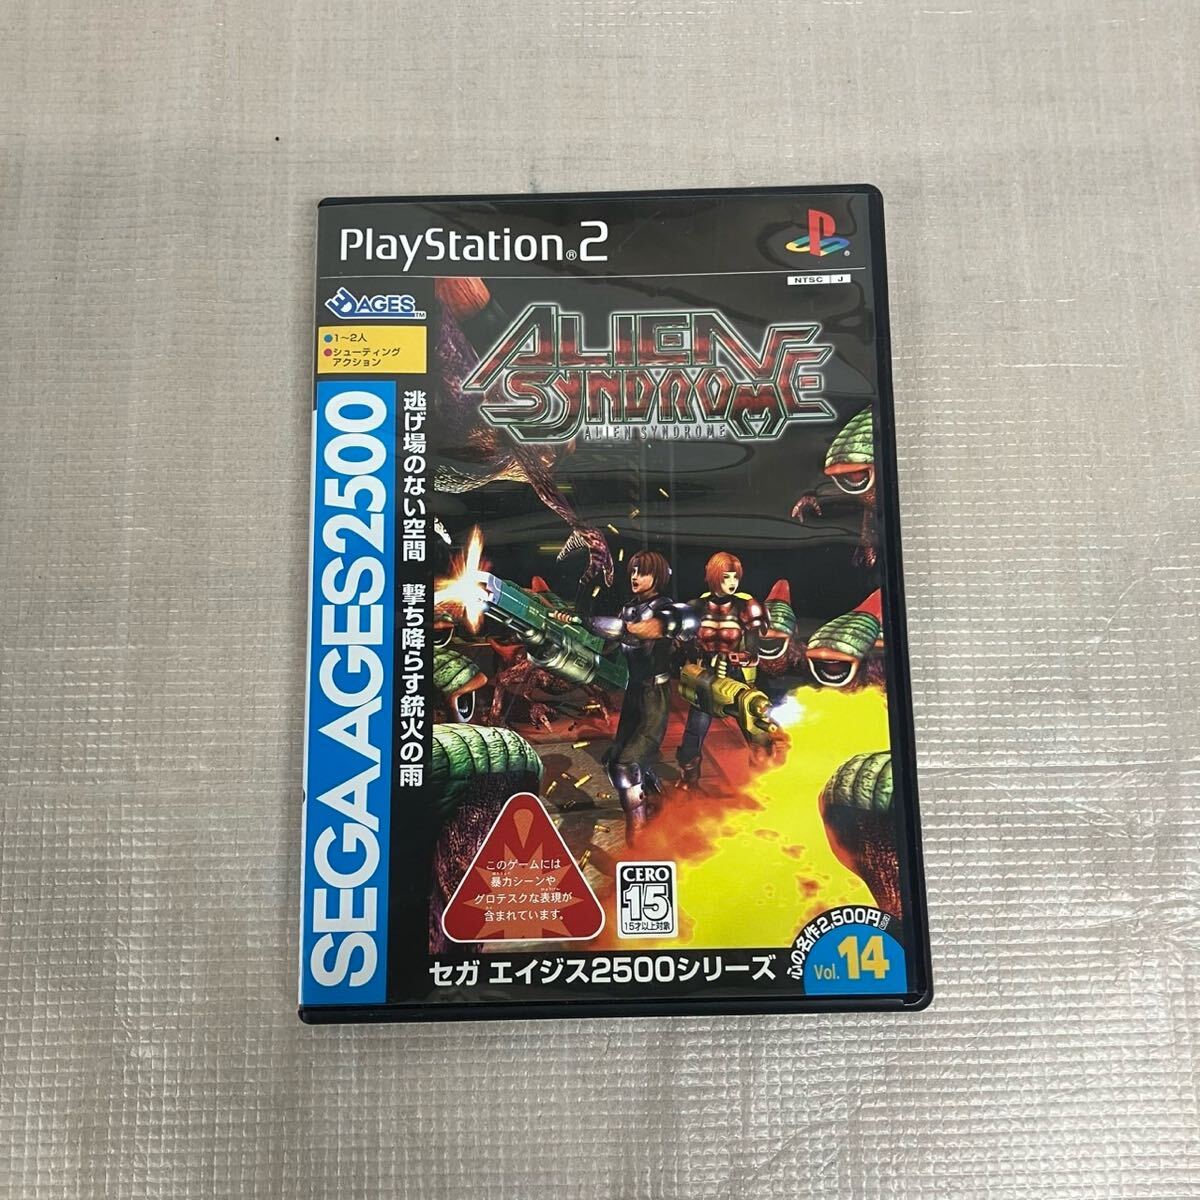 PlayStation®2
NTSC J
3D AGES™
●1~2人
●シューティング
アクション
SEGA AGES 2500
逃げ場のない空間 撃ち降らす銃火の雨
ALIEN
SYNDROME
ALIEN SYNDROME
このゲームには
暴力シーンや
グロテスクな表現が
含まれています。
CERO
15
15才以上対象
セガ エイジス2500シリーズ
心の名作2,500円
Vol. 14